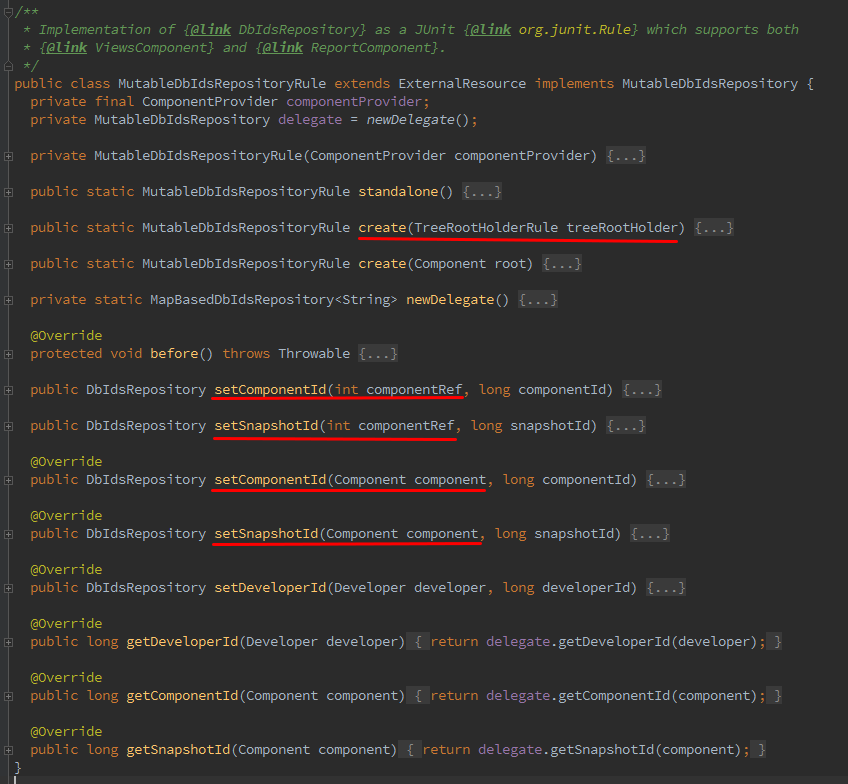 /**
 * Implementation of {@link DbIdsRepository} as a JUnit {@link org.junit.Rule} which supports both
 * {@link ViewsComponent} and {@link ReportComponent}.
 */
public class MutableDbIdsRepositoryRule extends ExternalResource implements MutableDbIdsRepository {
  private final ComponentProvider componentProvider;
  private MutableDbIdsRepository delegate = newDelegate();
  private MutableDbIdsRepositoryRule(ComponentProvider componentProvider) {...}
  public static MutableDbIdsRepositoryRule standalone() {...}
  public static MutableDbIdsRepositoryRule create(TreeRootHolderRule treeRootHolder) {...}
  public static MutableDbIdsRepositoryRule create(Component root) {...}
  private static MapBasedDbIdsRepository<String> newDelegate() {...}
  @Override
  protected void before() throws Throwable {...}
  public DbIdsRepository setComponentId(int componentRef, long componentId) {...}
  public DbIdsRepository setSnapshotId(int componentRef, long snapshotId) {...}
  @Override
  public DbIdsRepository setComponentId(Component component, long componentId) {...}
  @Override
  public DbIdsRepository setSnapshotId(Component component, long snapshotId) {...}
  @Override
  public DbIdsRepository setDeveloperId(Developer developer, long developerId) {...}
  @Override
  public long getDeveloperId(Developer developer) { return delegate.getDeveloperId(developer); }
  @Override
  public long getComponentId(Component component) { return delegate.getComponentId(component); }
  @Override
  public long getSnapshotId(Component component) { return delegate.getSnapshotId(component); }
}